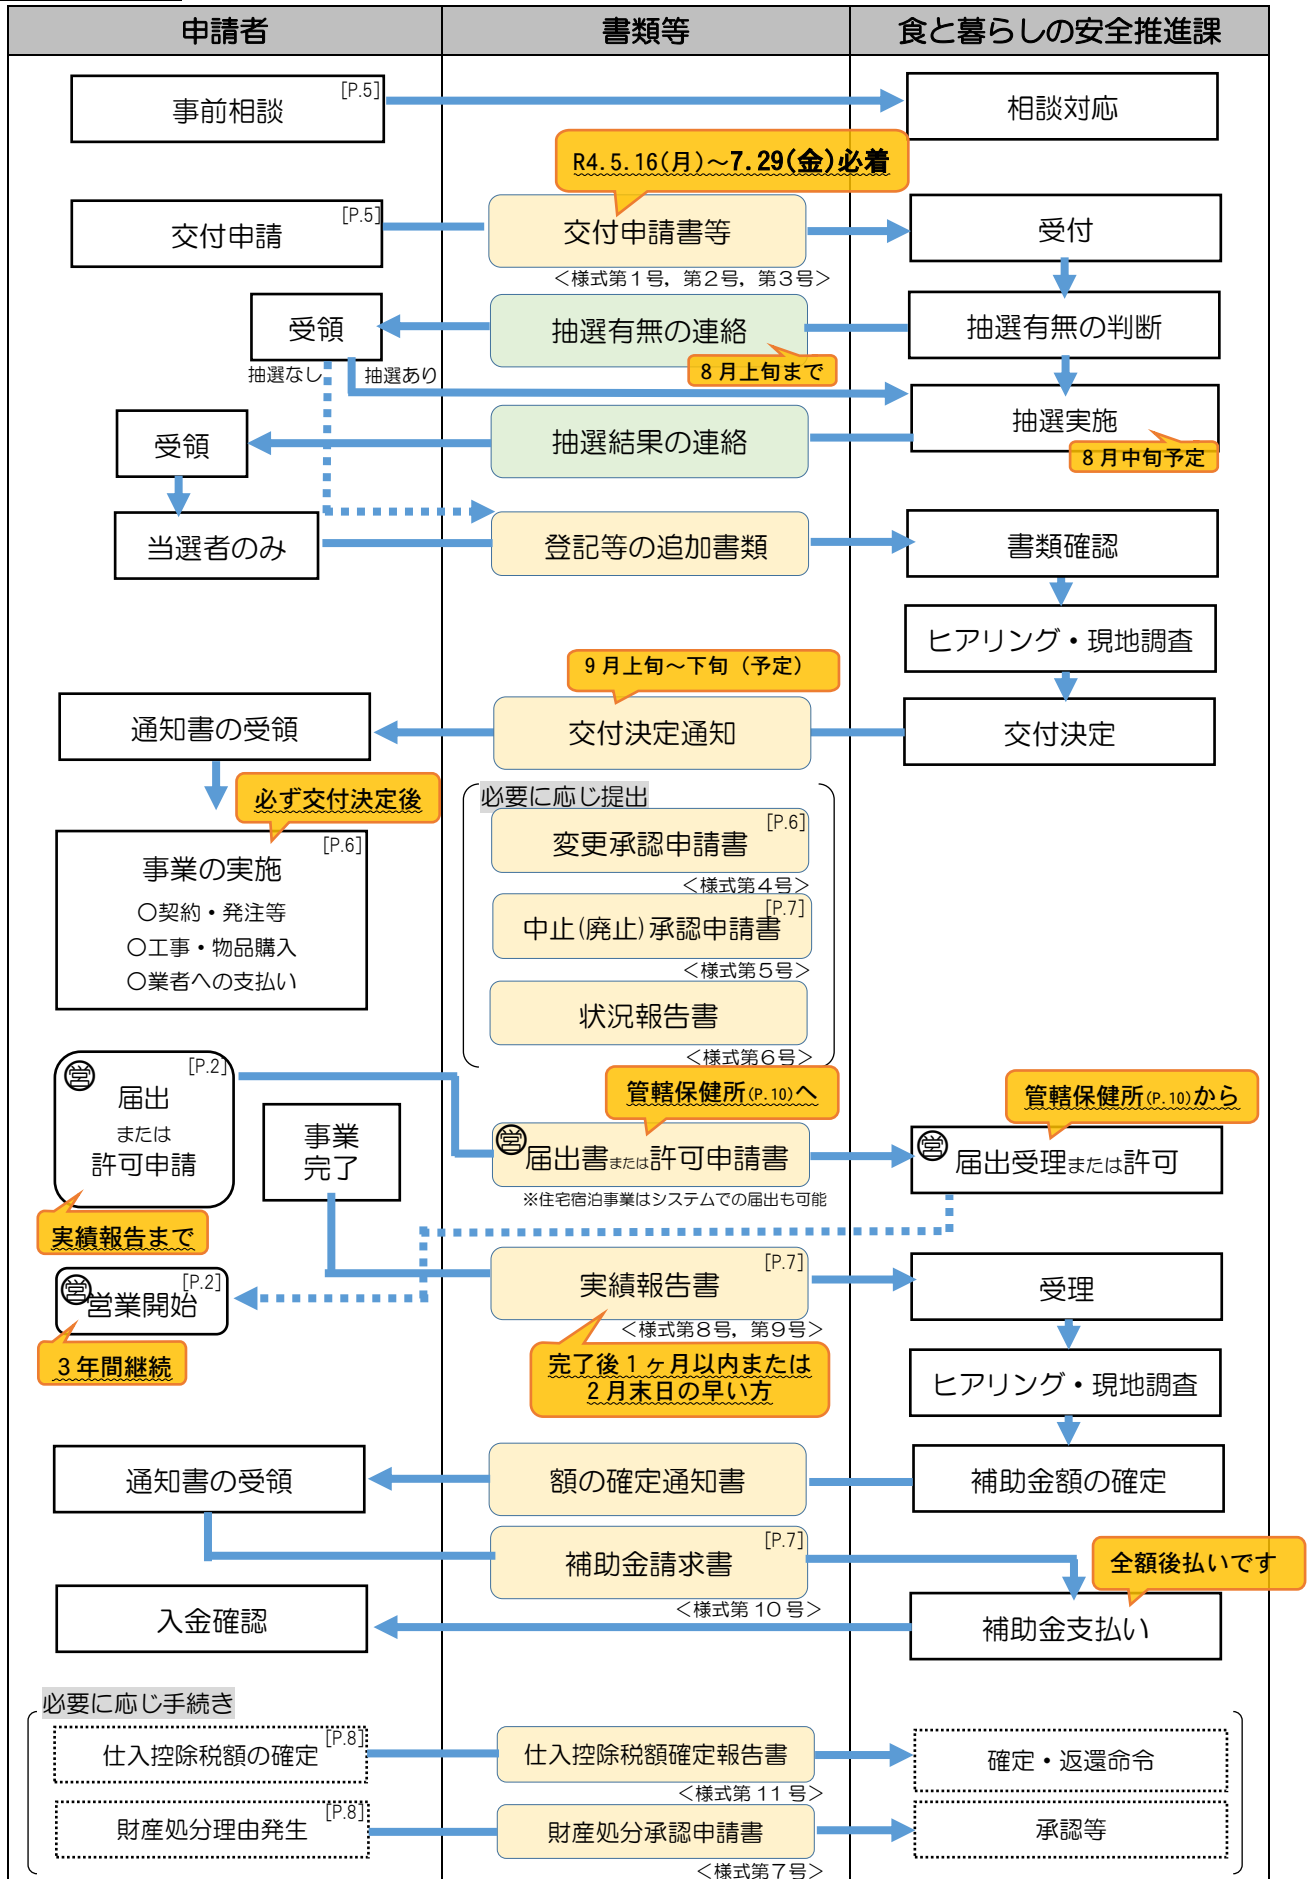 申請者
書類等
食と暮らしの安全推進課
事前相談
[P.5]
相談対応
R4.5.16(月)～7.29(金)必着
交付申請
[P.5]
交付申請書等
受付
＜様式第１号，第２号，第３号＞
受領
抽選有無の連絡
抽選有無の判断
8月上旬まで
抽選なし
抽選あり
受領
抽選結果の連絡
抽選実施
8月中旬予定
当選者のみ
登記等の追加書類
書類確認
ヒアリング・現地調査
9月上旬～下旬（予定）
通知書の受領
交付決定通知
交付決定
必ず交付決定後
必要に応じ提出
事業の実施
[P.6]
○契約・発注等
○工事・物品購入
○業者への支払い
変更承認申請書
[P.6]
＜様式第４号＞
中止(廃止)承認申請書
[P.7]
＜様式第５号＞
状況報告書
＜様式第６号＞
営
[P.2]
届出
または
許可申請
実績報告まで
事業
完了
管轄保健所(P.10)へ
営
届出書または許可申請書
※住宅宿泊事業はシステムでの届出も可能
管轄保健所(P.10)から
営
届出受理または許可
営
[P.2]
営業開始
3年間継続
実績報告書
[P.7]
＜様式第８号，第９号＞
受理
完了後１ヶ月以内または
２月末日の早い方
ヒアリング・現地調査
通知書の受領
額の確定通知書
補助金額の確定
補助金請求書
[P.7]
＜様式第10号＞
全額後払いです
入金確認
補助金支払い
必要に応じ手続き
仕入控除税額の確定
[P.8]
仕入控除税額確定報告書
＜様式第11号＞
確定・返還命令
財産処分理由発生
[P.8]
財産処分承認申請書
＜様式第７号＞
承認等